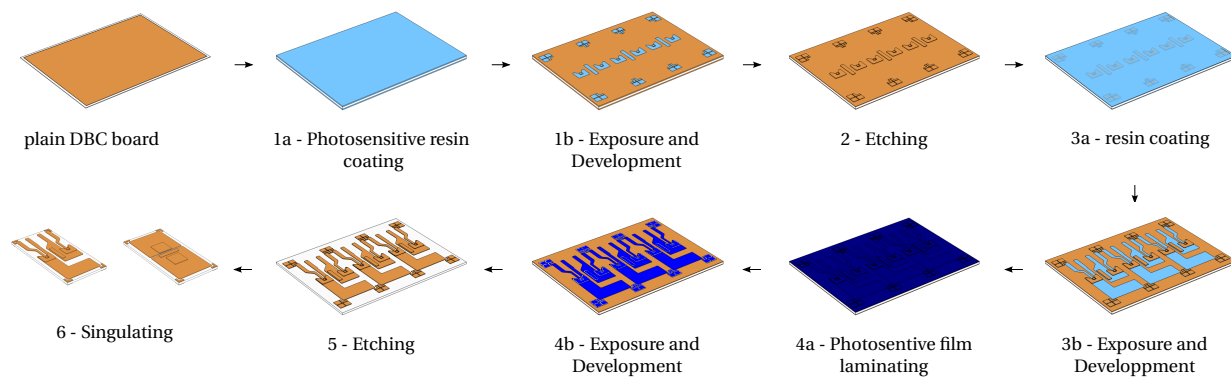 plain DBC board
1a - Photosensitive resin
coating
1b - Exposure and
Development
2 - Etching
3a - resin coating
6 - Singulating
5 - Etching
4b - Exposure and
Development
4a - Photosentive film
laminating
3b - Exposure and
Developpment